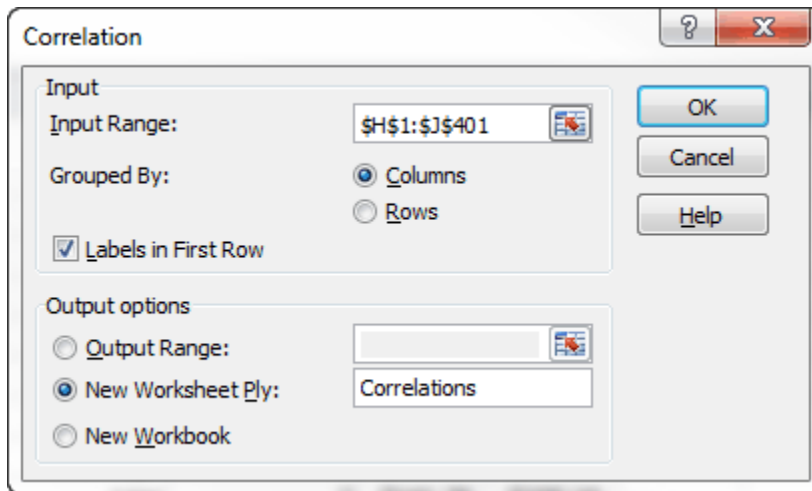 Correlation
?
X
Input
Input Range: $H$1:$J$401
OK
Grouped By: Columns
Cancel
Rows
Help
Labels in First Row
Output options
Output Range:
New Worksheet Ply: Correlations
New Workbook